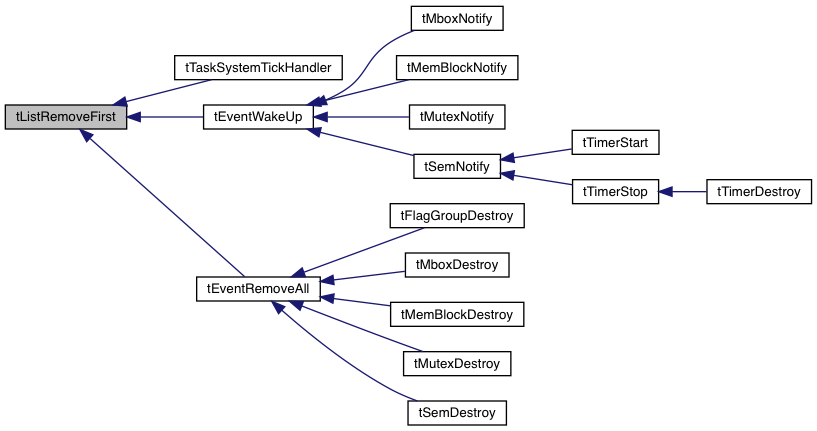 tMboxNotify
tTaskSystemTickHandler
tMemBlockNotify
tListRemoveFirst
tEventWakeUp
tMutexNotify
tTimerStart
tSemNotify
tTimerStop
tTimerDestroy
tFlagGroupDestroy
tMboxDestroy
tEventRemoveAll
tMemBlockDestroy
tMutexDestroy
tSemDestroy